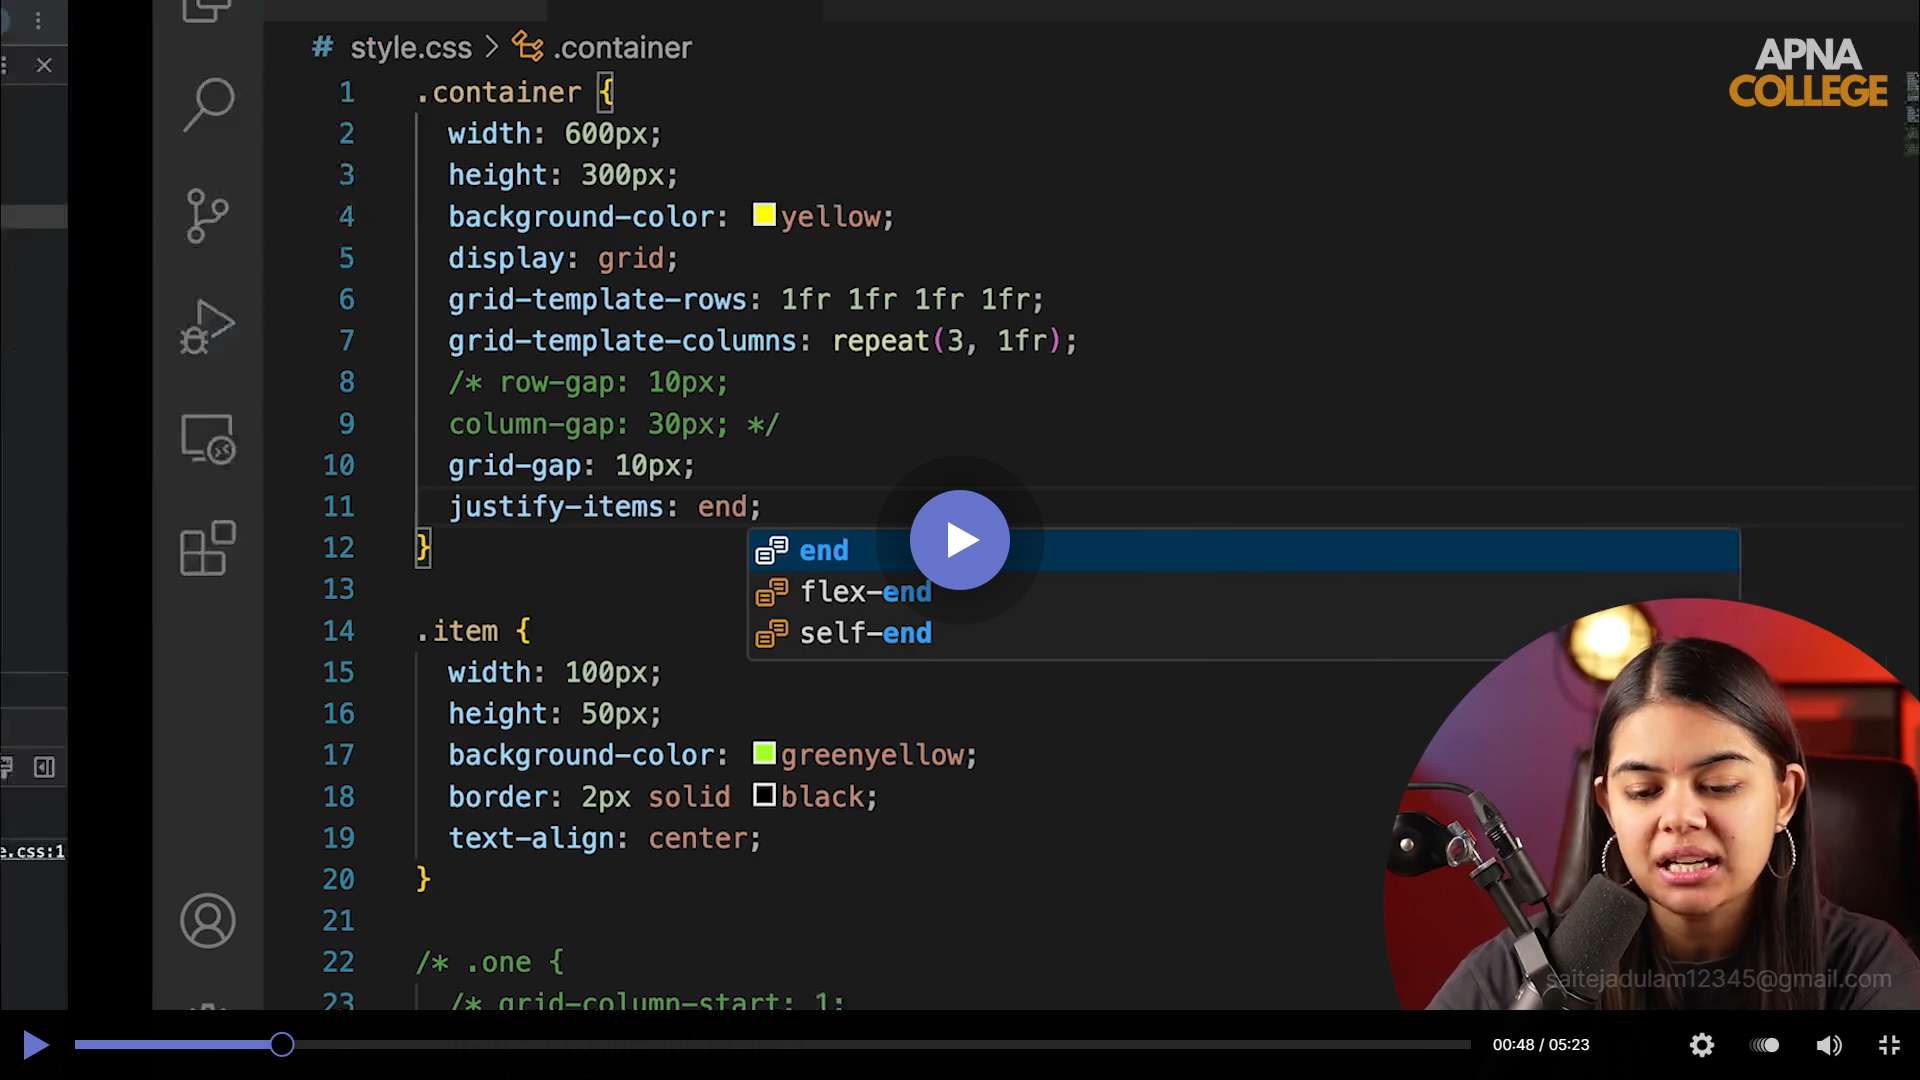 # style.css > .container
APNA
COLLEGE
1 .container {
2 width: 600px;
3 height: 300px;
4 background-color: yellow;
5 display: grid;
6 grid-template-rows: 1fr 1fr 1fr 1fr;
7 grid-template-columns: repeat(3, 1fr);
8 /* row-gap: 10px;
9 column-gap: 30px; */
10 grid-gap: 10px;
11 justify-items: end;
12 }
end
flex-end
self-end
13
14 .item {
15 width: 100px;
16 height: 50px;
17 background-color: greenyellow;
18 border: 2px solid black;
19 text-align: center;
20 }
e.css:1
21
22 /* .one {
23 /* grid-column-start: 1;
saitejadulam12345@gmail.com
00:48 / 05:23